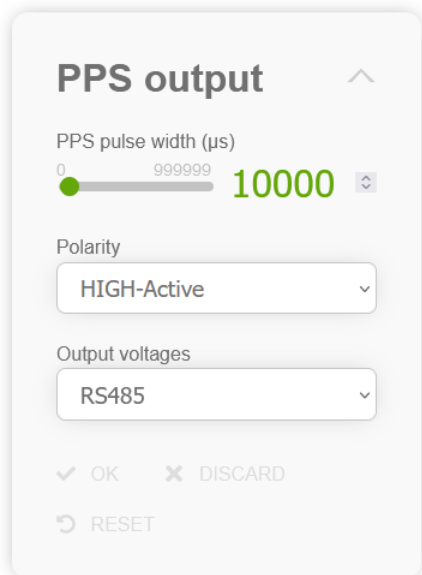 PPS output
PPS pulse width (µs)
0 999999
10000
Polarity
HIGH-Active
Output voltages
RS485
OK DISCARD
RESET